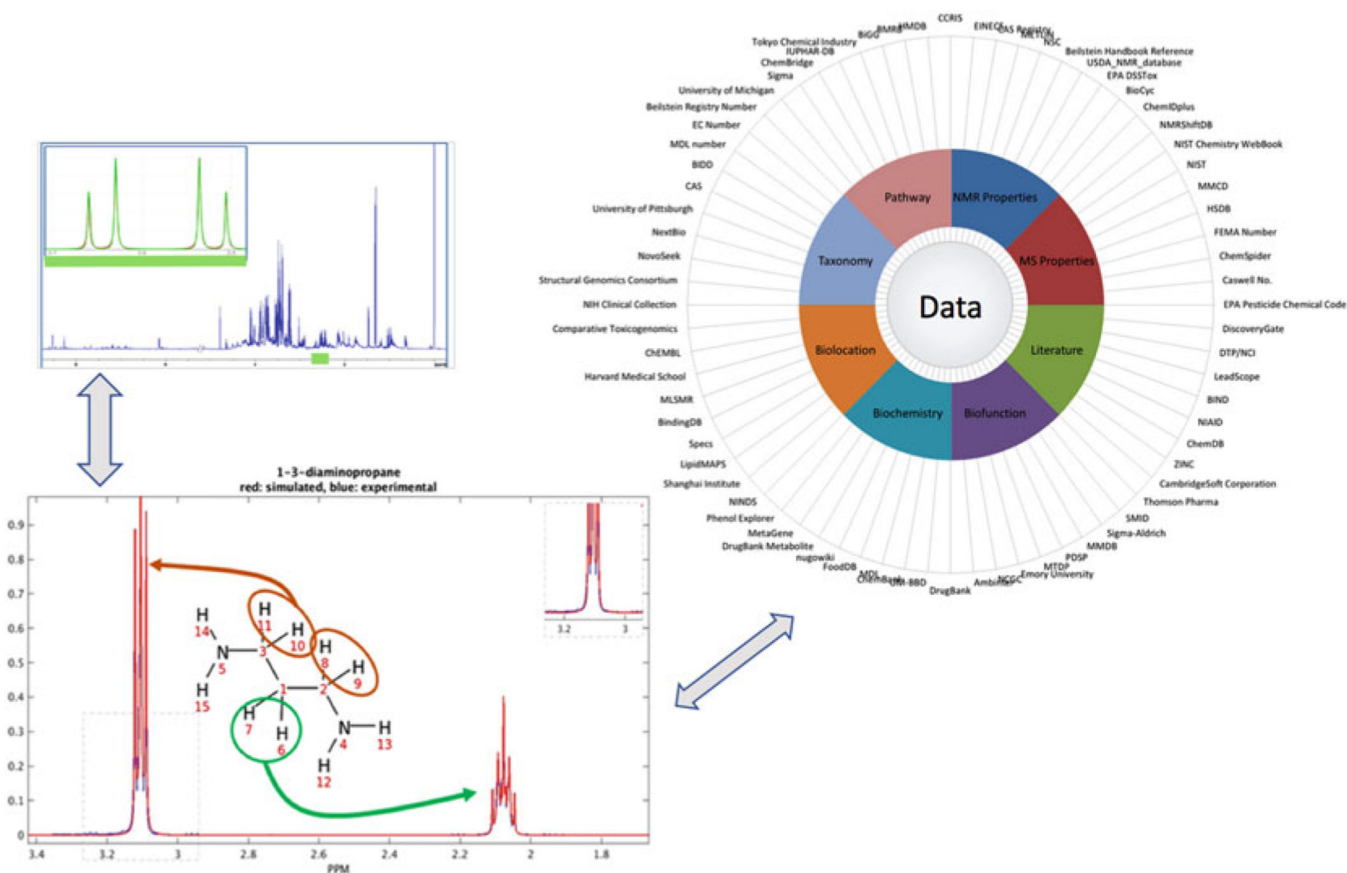 CCRIS
EINECS
CAS Registry
METLIN
NSC
Beilstein Handbook Reference
USDA_NMR_database
EPA DSSTox
BioCyc
ChemIDplus
NMRShiftDB
NIST Chemistry WebBook
NIST
MMCD
HSDB
FEMA Number
ChemSpider
Caswell No.
EPA Pesticide Chemical Code
DiscoveryGate
DTP/NCI
LeadScope
BIND
NIAID
ChemDB
ZINC
CambridgeSoft Corporation
Thomson Pharma
SMID
Sigma-Aldrich
MMDB
PDSP
MTDP
Emory University
NCGC
Ambinter
DrugBank
UM-BBD
ChemBank
MDL
FoodDB
nugowiki
DrugBank Metabolite
MetaGene
Phenol Explorer
NINDS
Shanghai Institute
LipidMAPS
Specs
BindingDB
MLSMR
Harvard Medical School
ChEMBL
Comparative Toxicogenomics
NIH Clinical Collection
Structural Genomics Consortium
NovoSeek
NextBio
University of Pittsburgh
CAS
BIDD
MDL number
EC Number
Beilstein Registry Number
University of Michigan
Sigma
ChemBridge
IUPHAR-DB
Tokyo Chemical Industry
BiGG
BMRB
HMDB
Pathway
NMR Properties
MS Properties
Literature
Biofunction
Biochemistry
Biolocation
Taxonomy
Data
1-3-diaminopropane
red: simulated, blue: experimental
0.9
0.8
0.7
0.6
0.5
0.4
0.3
0.2
0.1
0
3.4
3.2
3
2.8
2.6
2.4
2.2
2
1.8
PPM
3.2
3
H
11
H
10
H
14
N
5
3
H
8
H
9
H
15
1
2
H
7
H
6
N
4
H
13
H
12